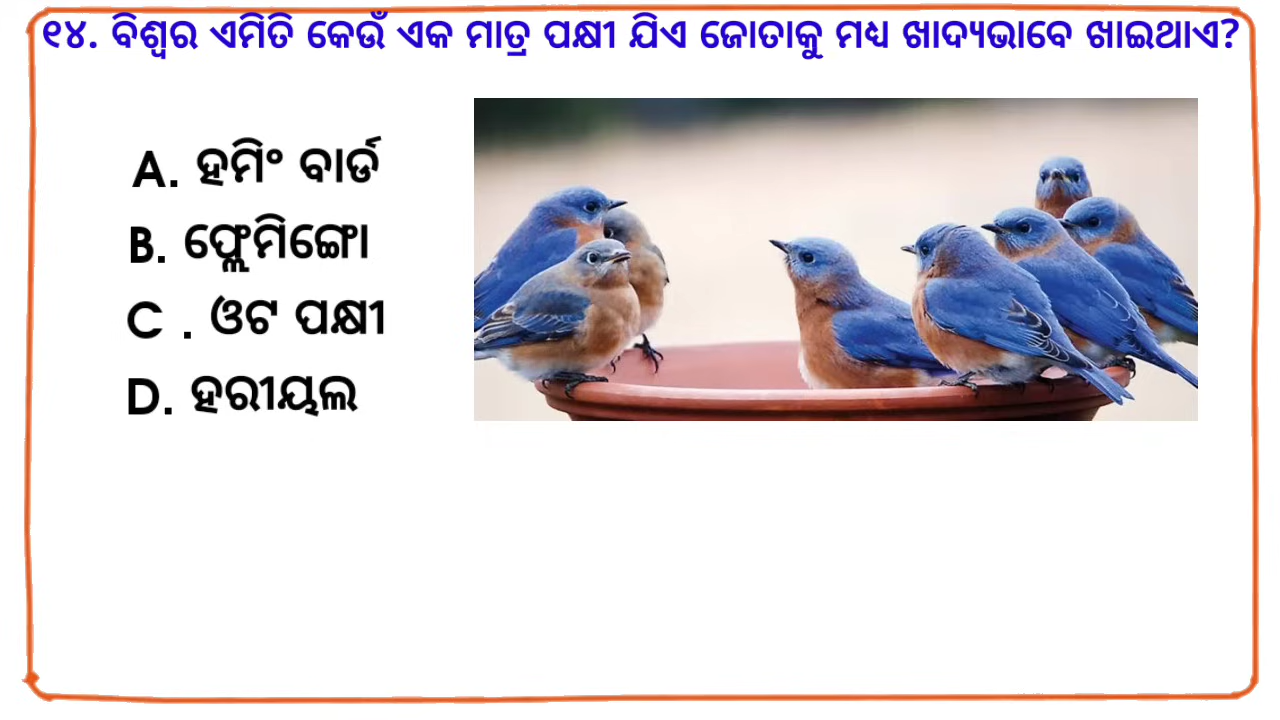 ୧୪. ବିଶ୍ୱର ଏମିତି କେଉଁ ଏକ ମାତ୍ର ପକ୍ଷୀ ଯିଏ ଜୋତାକୁ ମଧ୍ୟ ଖାଦ୍ୟଭାବେ ଖାଇଥାଏ?
A. ହମିଂ ବାର୍ଡ
B. ଫ୍ଲେମିଙ୍ଗୋ
C . ଓଟ ପକ୍ଷୀ
D. ହରୀୟଲ